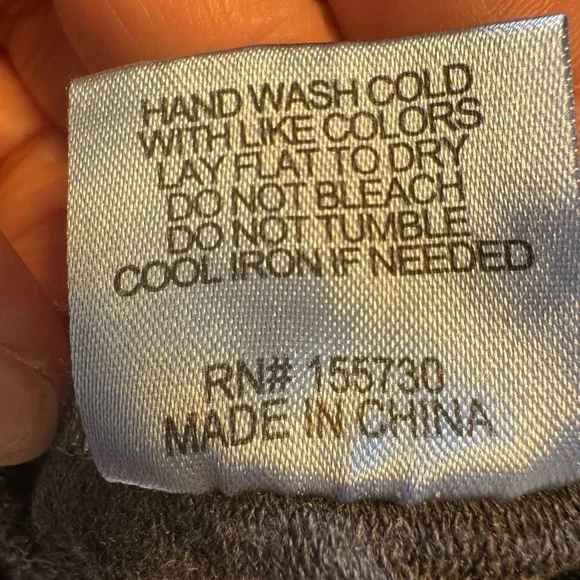 HAND WASH COLD
WITH LIKE COLORS
LAY FLAT TO DRY
DO NOT BLEACH
DO NOT TUMBLE
COOL IRON IF NEEDED
RN# 155730
MADE IN CHINA